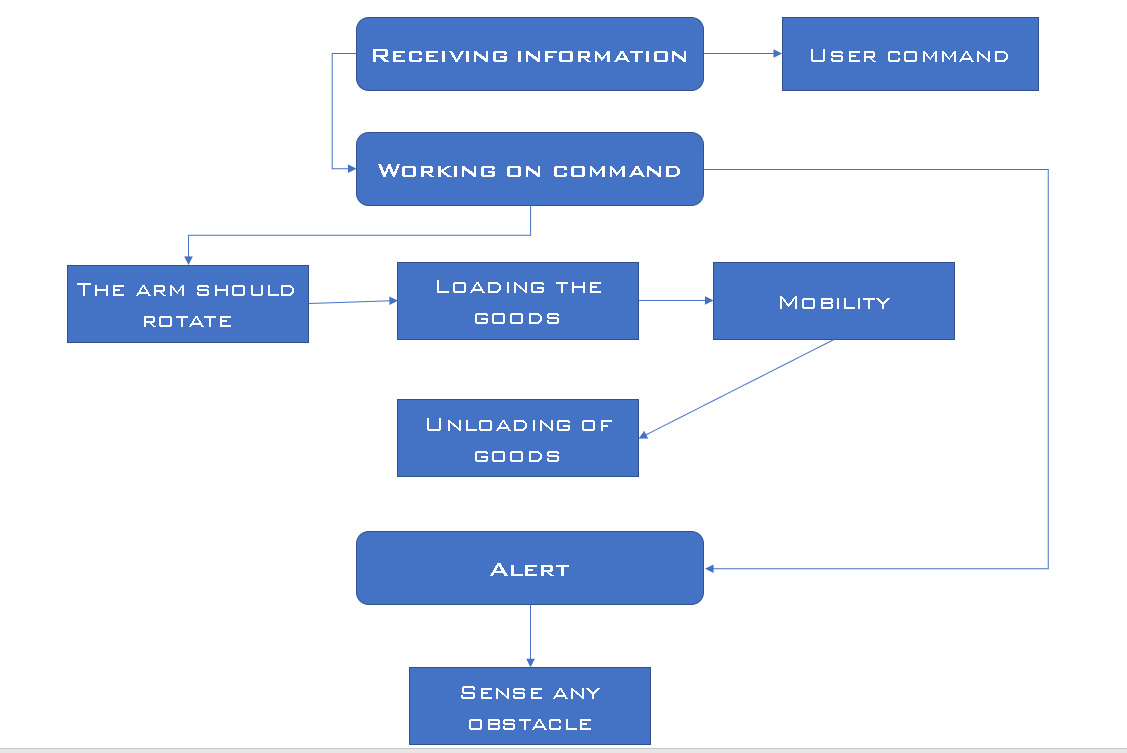 Receiving information
User command
Working on command
The arm should
rotate
Loading the
goods
Mobility
Unloading of
goods
Alert
Sense any
obstacle